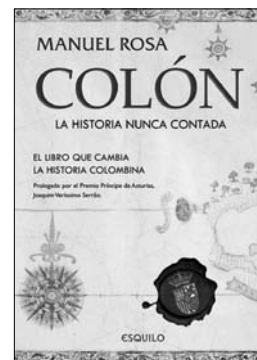 MANUEL ROSA
COLÓN
LA HISTORIA NUNCA CONTADA
EL LIBRO QUE CAMBIA
LA HISTORIA COLOMBINA
Prologado por el Premio Príncipe de Asturias,
Joaquim Veríssimo Serrão.
ESQUILO